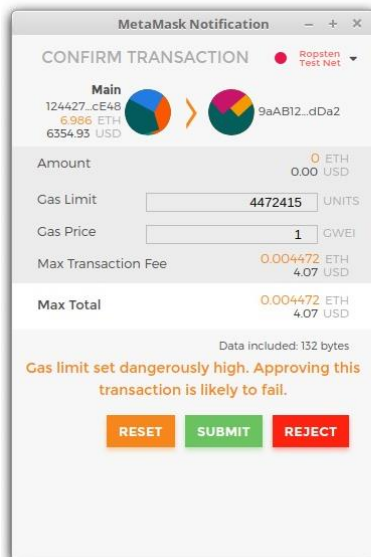 MetaMask Notification
CONFIRM TRANSACTION
Ropsten
Test Net
Main
124427...cE48
6.986 ETH
6354.93 USD
9aAB12...dDa2
Amount
0 ETH
0.00 USD
Gas Limit
4472415 UNITS
Gas Price
1 GWEI
Max Transaction Fee
0.004472 ETH
4.07 USD
Max Total
0.004472 ETH
4.07 USD
Data included: 132 bytes
Gas limit set dangerously high. Approving this
transaction is likely to fail.
RESET SUBMIT REJECT